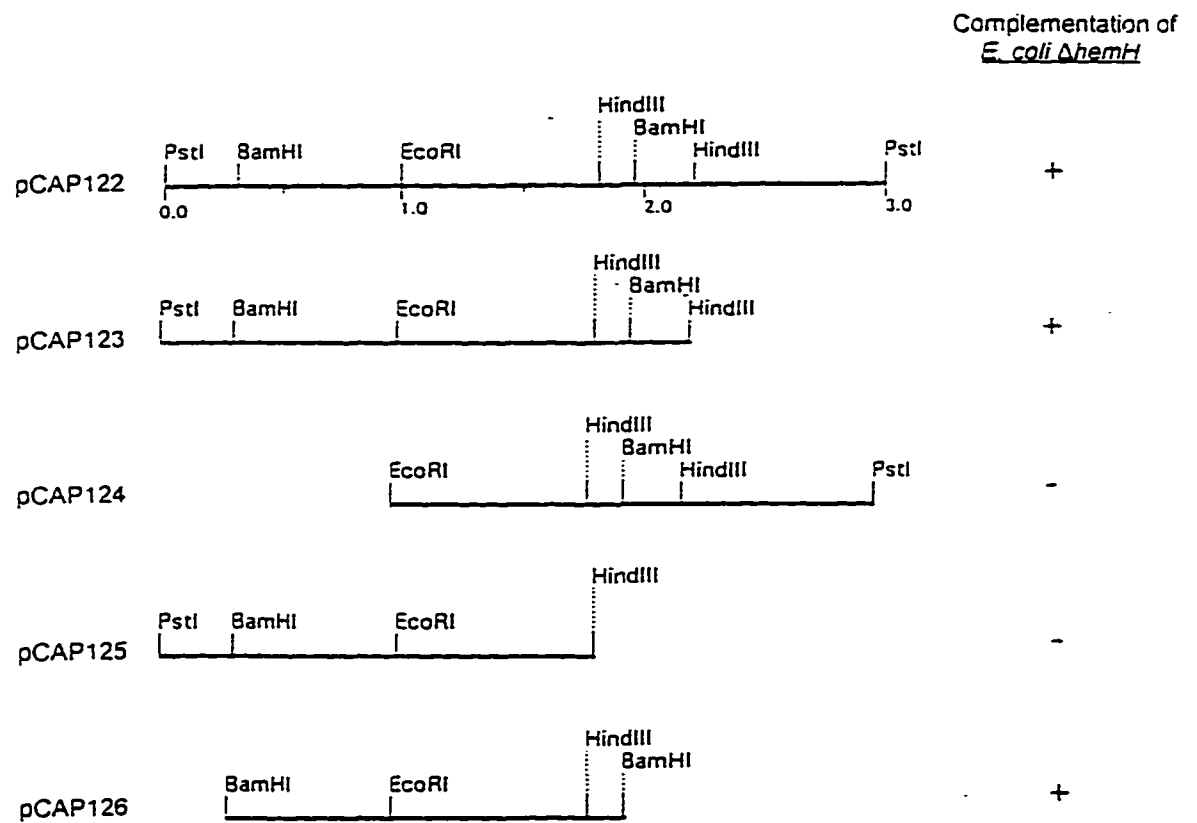 Complementation of
E. coli ΔhemH
HindIII
BamHI
PstI BamHI EcoRI HindIII PstI
pCAP122 +
0.0 1.0 2.0 3.0
HindIII
BamHI
PstI BamHI EcoRI HindIII
pCAP123 +
HindIII
BamHI
EcoRI HindIII PstI
pCAP124 -
HindIII
PstI BamHI EcoRI
pCAP125 -
HindIII
BamHI
BamHI EcoRI
pCAP126 +